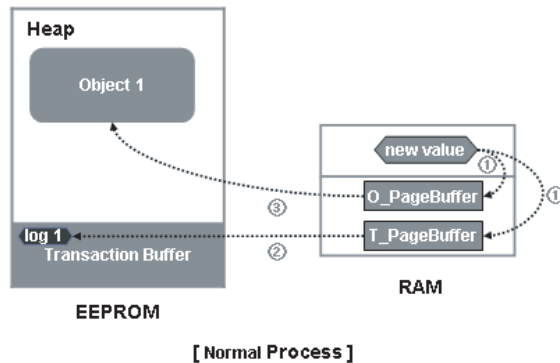 Heap
Object 1
new value
①
①
O_PageBuffer
③
T_PageBuffer
log 1
②
Transaction Buffer
RAM
EEPROM
[ Normal Process ]